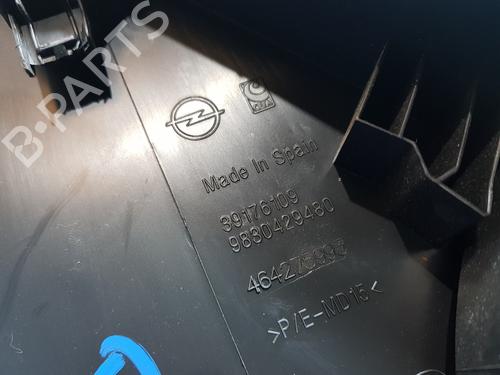 B-PARTS
Made In Spain
39176109
9830429480
>P/E-MD15<